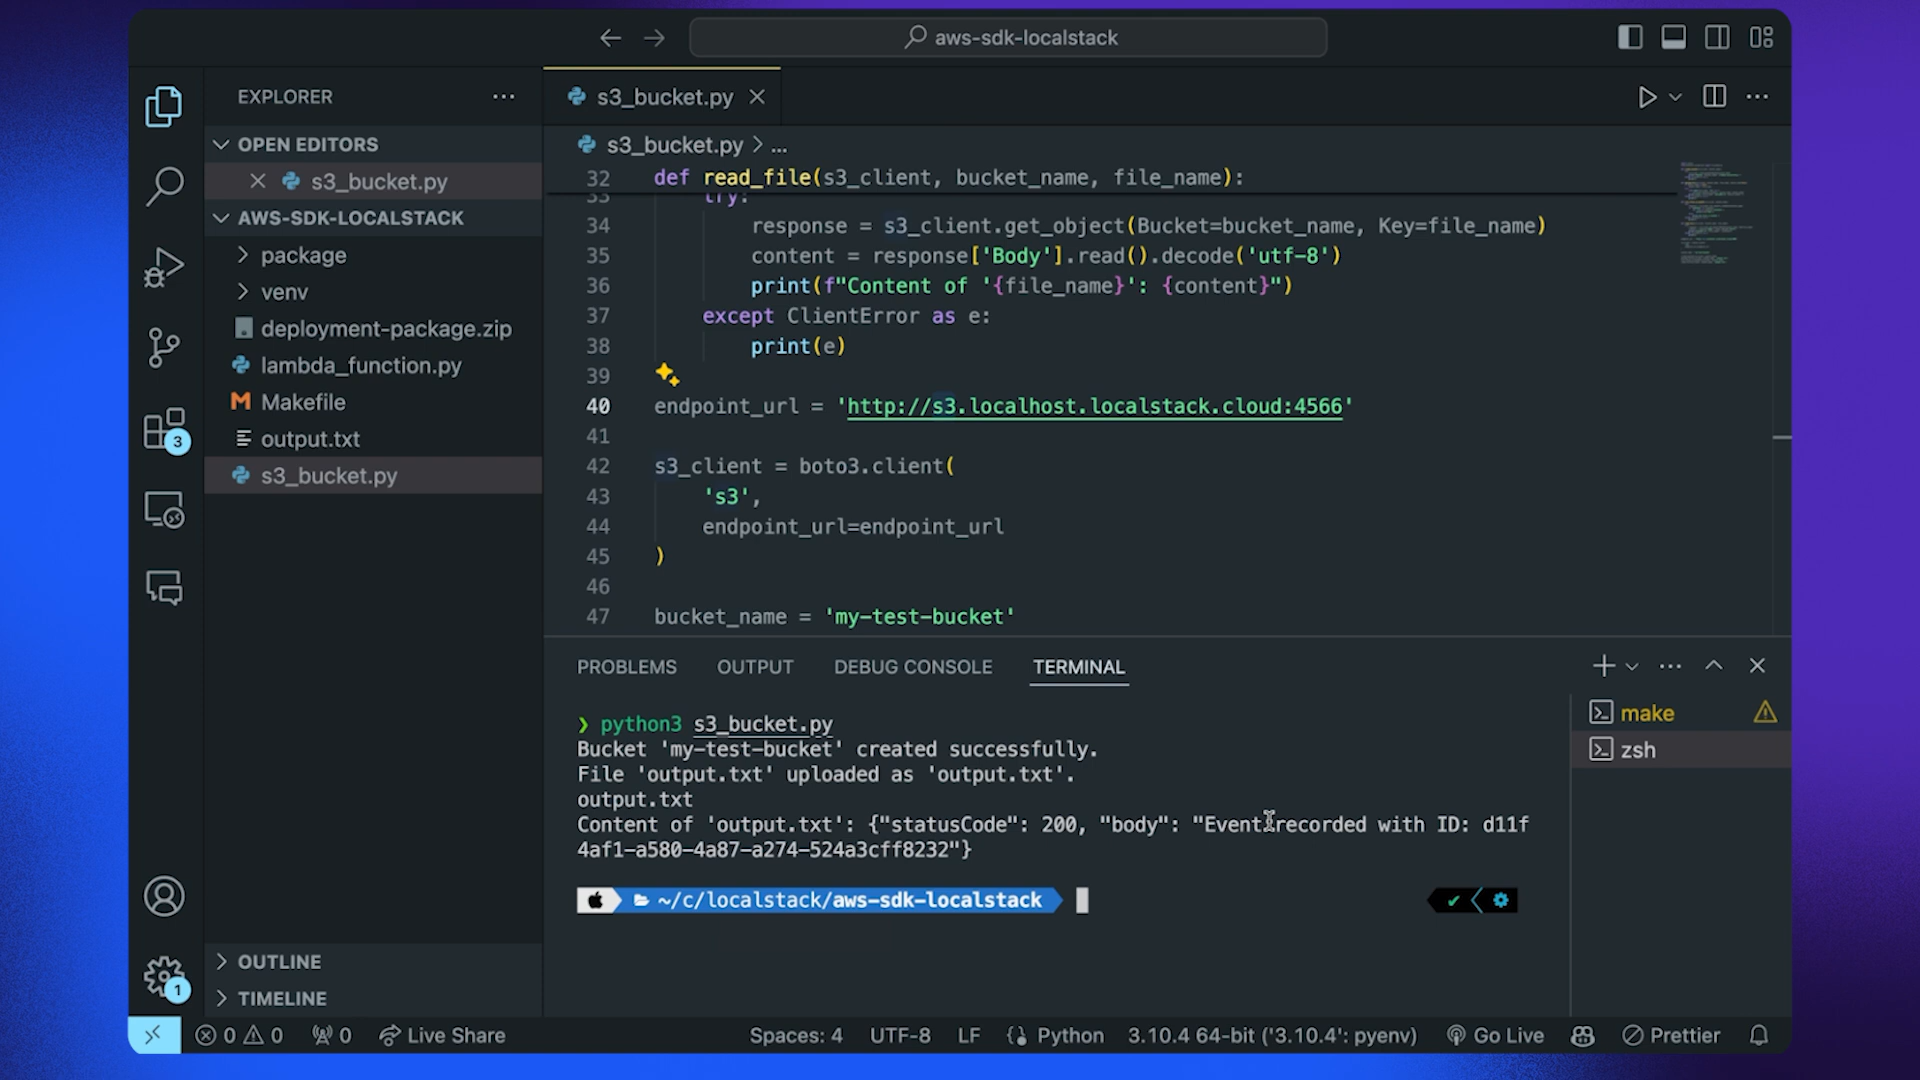 aws-sdk-localstack
EXPLORER
s3_bucket.py
OPEN EDITORS
s3_bucket.py
AWS-SDK-LOCALSTACK
package
venv
deployment-package.zip
lambda_function.py
Makefile
output.txt
s3_bucket.py
3
OUTLINE
TIMELINE
1
s3_bucket.py > ...
32 def read_file(s3_client, bucket_name, file_name):
33 try:
34 response = s3_client.get_object(Bucket=bucket_name, Key=file_name)
35 content = response['Body'].read().decode('utf-8')
36 print(f"Content of '{file_name}': {content}")
37 except ClientError as e:
38 print(e)
39
40 endpoint_url = 'http://s3.localhost.localstack.cloud:4566'
41
42 s3_client = boto3.client(
43 's3',
44 endpoint_url=endpoint_url
45 )
46
47 bucket_name = 'my-test-bucket'
PROBLEMS OUTPUT DEBUG CONSOLE TERMINAL
❯ python3 s3_bucket.py
Bucket 'my-test-bucket' created successfully.
File 'output.txt' uploaded as 'output.txt'.
output.txt
Content of 'output.txt': {"statusCode": 200, "body": "Event recorded with ID: d11f
4af1-a580-4a87-a274-524a3cff8232"}
~/c/localstack/aws-sdk-localstack
make
zsh
0 0 0 Live Share Spaces: 4 UTF-8 LF Python 3.10.4 64-bit ('3.10.4': pyenv) Go Live Prettier